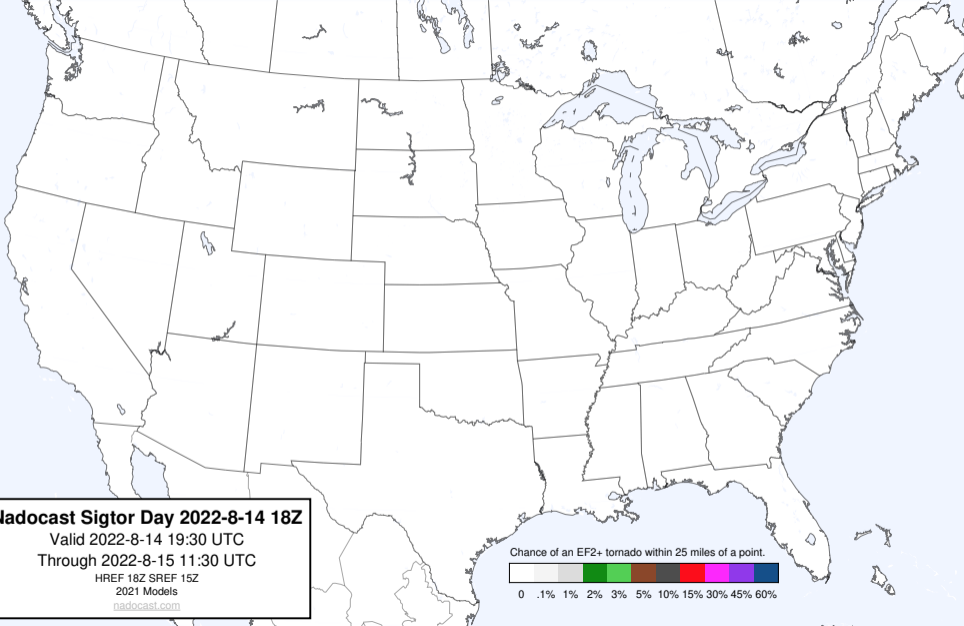 Nadocast Sigtor Day 2022-8-14 18Z
Valid 2022-8-14 19:30 UTC
Through 2022-8-15 11:30 UTC
HREF 18Z SREF 15Z
2021 Models
nadocast.com
Chance of an EF2+ tornado within 25 miles of a point.
0 .1% 1% 2% 3% 5% 10% 15% 30% 45% 60%